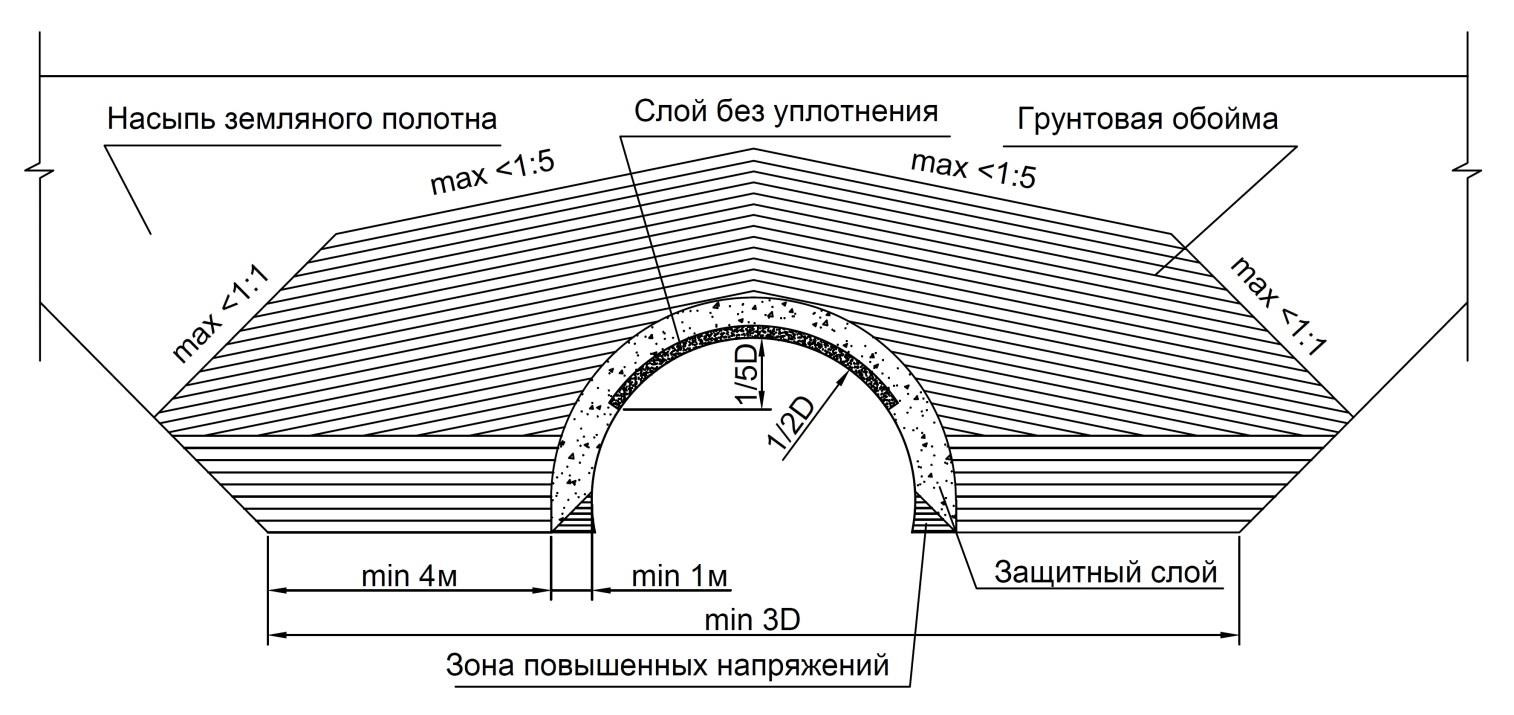 Насыпь земляного полотна
Слой без уплотнения
Грунтовая обойма
max <1:5
max <1:5
max <1:1
max <1:1
1/5D
1/2D
min 4м
min 1м
Защитный слой
min 3D
Зона повышенных напряжений